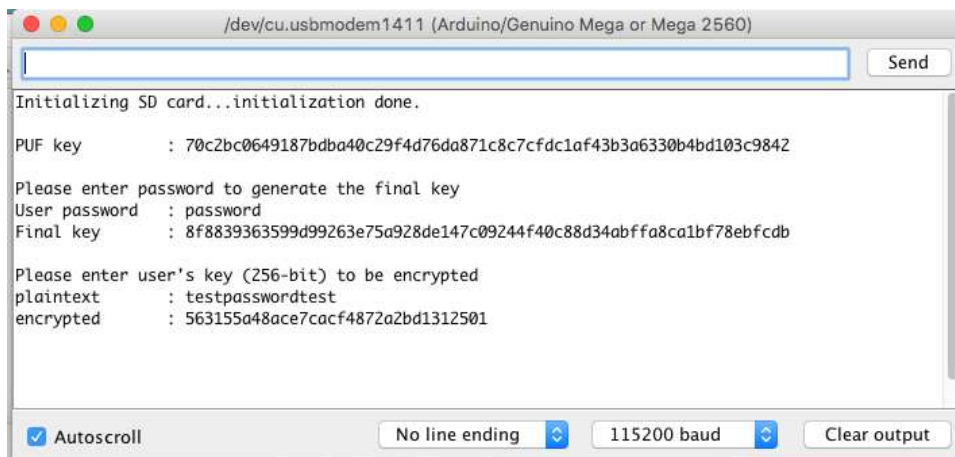 /dev/cu.usbmodem1411 (Arduino/Genuino Mega or Mega 2560)
Send
Initializing SD card...initialization done.
PUF key : 70c2bc0649187bdba40c29f4d76da871c8c7cfdc1af43b3a6330b4bd103c9842
Please enter password to generate the final key
User password : password
Final key : 8f8839363599d99263e75a928de147c09244f40c88d34abffa8ca1bf78ebfcdb
Please enter user's key (256-bit) to be encrypted
plaintext : testpasswordtest
encrypted : 563155a48ace7cacf4872a2bd1312501
Autoscroll
No line ending
115200 baud
Clear output